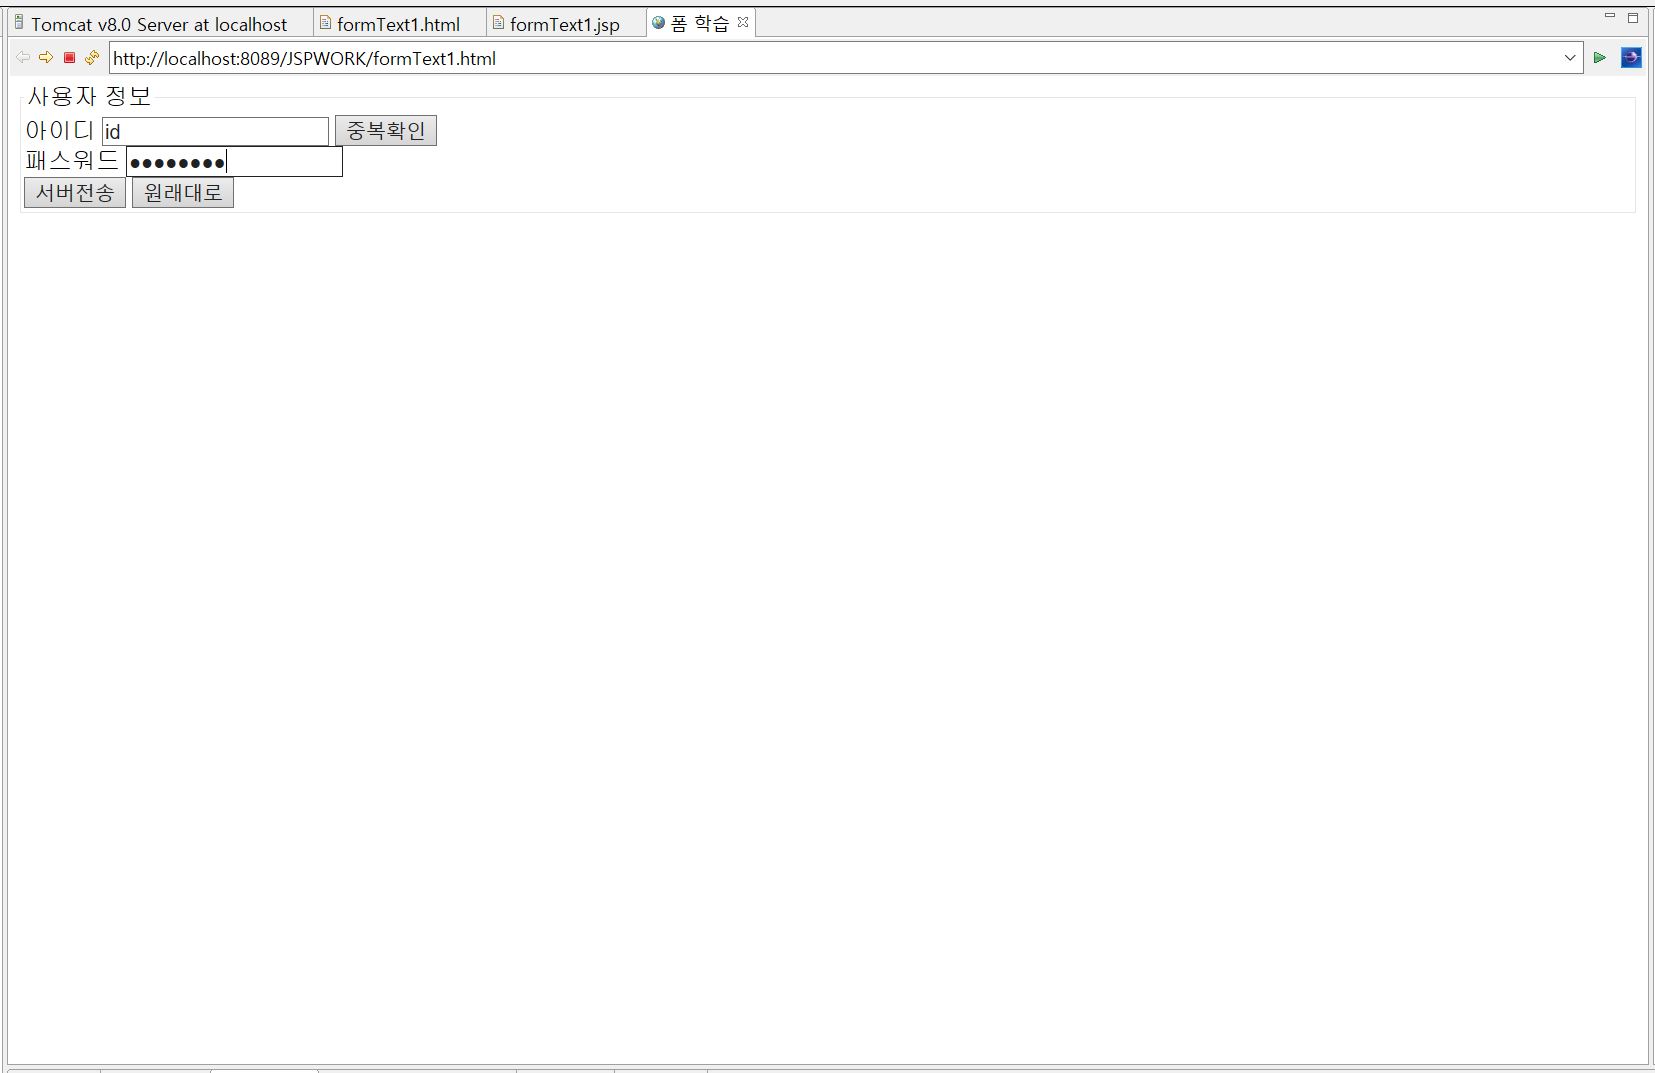 Tomcat v8.0 Server at localhost formText1.html formText1.jsp 폼 학습
http://localhost:8089/JSPWORK/formText1.html
사용자 정보
아이디 id 중복확인
패스워드 ●●●●●●●●
서버전송 원래대로